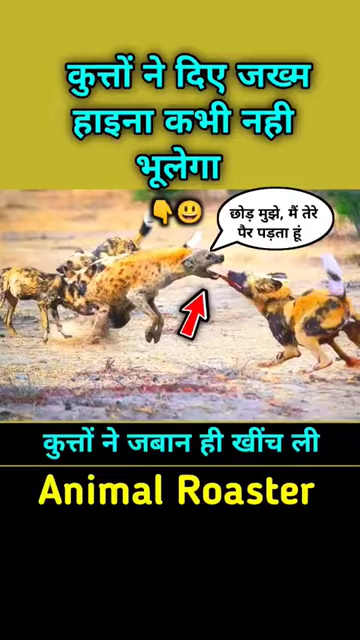 कुत्तों ने दिए जख्म
हाइना कभी नही
भूलेगा
छोड़ मुझे, मैं तेरे
पैर पड़ता हूं
कुत्तों ने जबान ही खींच ली
Animal Roaster